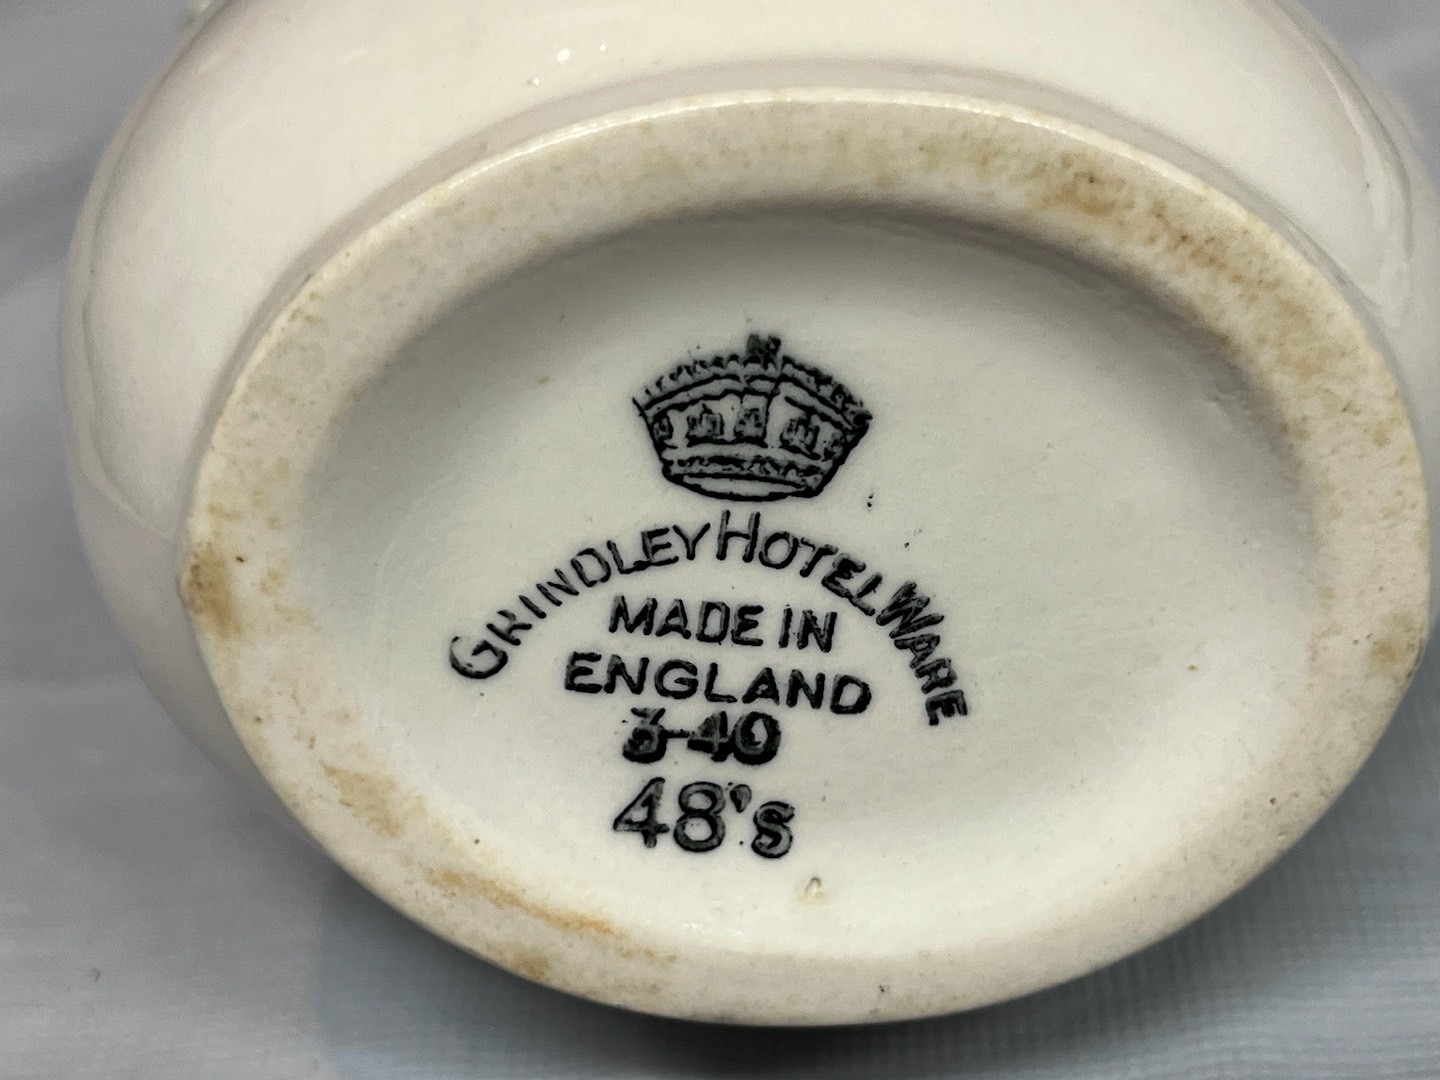 GRINDLEY HOTEL WARE
MADE IN
ENGLAND
3-40
48's